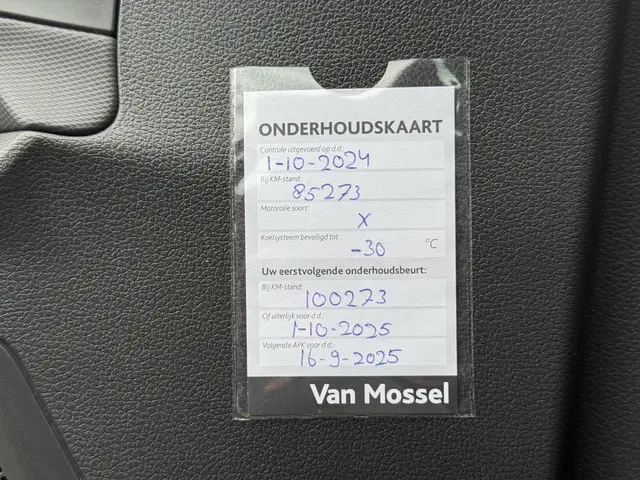 ONDERHOUDSKAART
Controle uitgevoerd op d.d.:
1-10-2024
Bij KM-stand:
85273
Motorolie soort:
X
Koelsysteem beveiligd tot
-30 °C
Uw eerstvolgende onderhoudsbeurt:
Bij KM-stand:
100273
Of uiterlijk voor d.d.:
1-10-2025
Volgende APK voor d.d.:
16-9-2025
Van Mossel